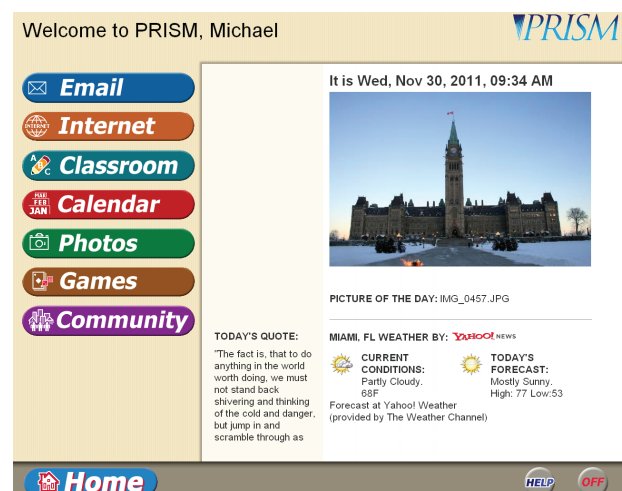 Welcome to PRISM, Michael
PRISM
Email
INTERNET
Internet
A B C
Classroom
MAR
FEB
JAN
Calendar
Photos
Games
Community
It is Wed, Nov 30, 2011, 09:34 AM
PICTURE OF THE DAY: IMG_0457.JPG
TODAY'S QUOTE:
"The fact is, that to do
anything in the world
worth doing, we must
not stand back
shivering and thinking
of the cold and danger,
but jump in and
scramble through as
MIAMI, FL WEATHER BY: YAHOO! NEWS
CURRENT
CONDITIONS:
Partly Cloudy.
68F
TODAY'S
FORECAST:
Mostly Sunny.
High: 77 Low:53
Forecast at Yahoo! Weather
(provided by The Weather Channel)
Home
HELP
OFF